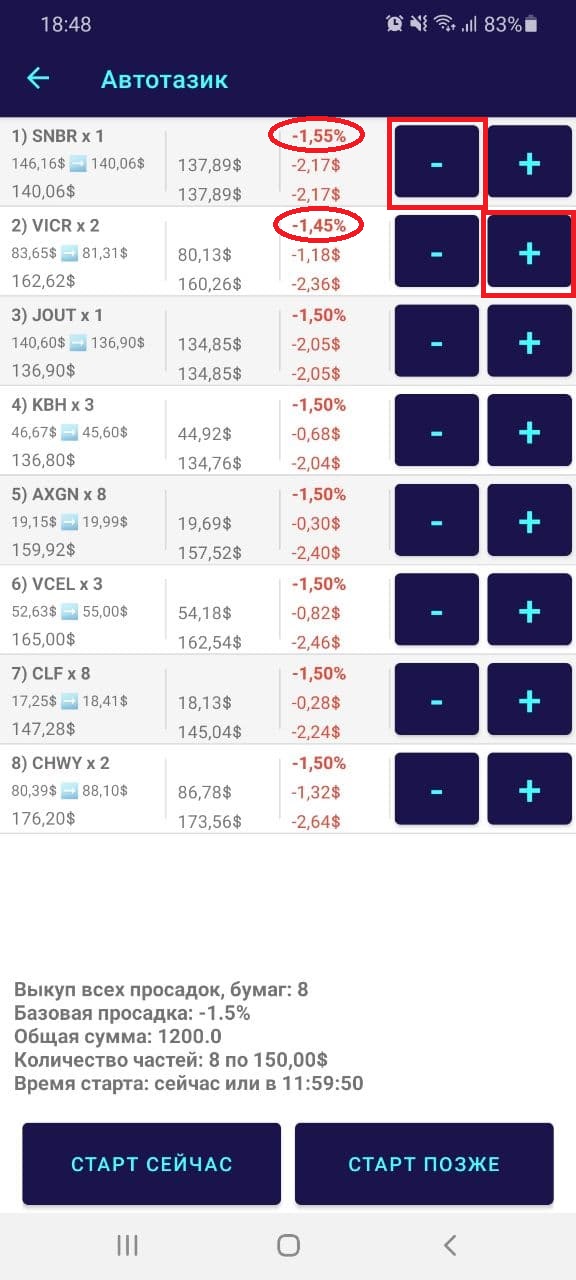 18:48 83%
Автотазик
1) SNBR x 1 -1,55%
146,16$ ➡ 140,06$ 137,89$ -2,17$ - +
140,06$ 137,89$ -2,17$
2) VICR x 2 -1,45%
83,65$ ➡ 81,31$ 80,13$ -1,18$ - +
162,62$ 160,26$ -2,36$
3) JOUT x 1 -1,50%
140,60$ ➡ 136,90$ 134,85$ -2,05$ - +
136,90$ 134,85$ -2,05$
4) KBH x 3 -1,50%
46,67$ ➡ 45,60$ 44,92$ -0,68$ - +
136,80$ 134,76$ -2,04$
5) AXGN x 8 -1,50%
19,15$ ➡ 19,99$ 19,69$ -0,30$ - +
159,92$ 157,52$ -2,40$
6) VCEL x 3 -1,50%
52,63$ ➡ 55,00$ 54,18$ -0,82$ - +
165,00$ 162,54$ -2,46$
7) CLF x 8 -1,50%
17,25$ ➡ 18,41$ 18,13$ -0,28$ - +
147,28$ 145,04$ -2,24$
8) CHWY x 2 -1,50%
80,39$ ➡ 88,10$ 86,78$ -1,32$ - +
176,20$ 173,56$ -2,64$
Выкуп всех просадок, бумаг: 8
Базовая просадка: -1.5%
Общая сумма: 1200.0
Количество частей: 8 по 150,00$
Время старта: сейчас или в 11:59:50
СТАРТ СЕЙЧАС СТАРТ ПОЗЖЕ